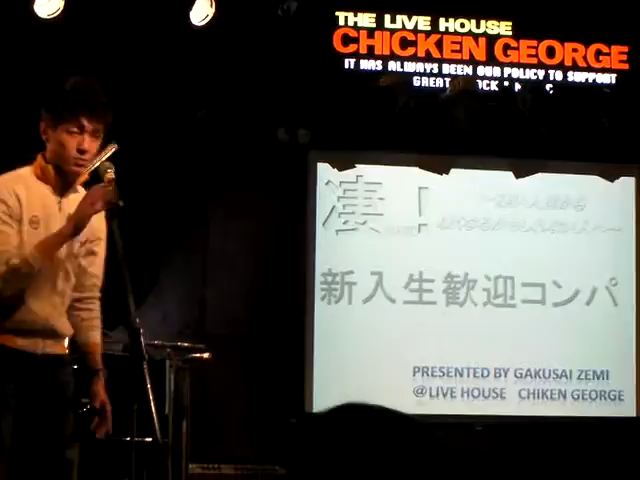 THE LIVE HOUSE
CHICKEN GEORGE
IT HAS ALWAYS BEEN OUR POLICY TO SUPPORT
GREAT
凄!
新入生歓迎コンパ
PRESENTED BY GAKUSAI ZEMI
@LIVE HOUSE CHIKEN GEORGE